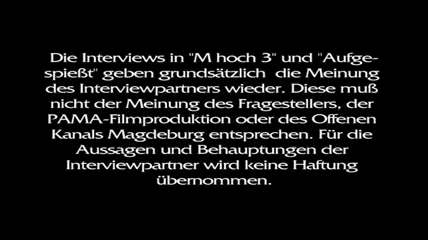 Die Interviews in "M hoch 3" und "Aufge-
spießt" geben grundsätzlich die Meinung
des Interviewpartners wieder. Diese muß
nicht der Meinung des Fragestellers, der
PAMA-Filmproduktion oder des Offenen
Kanals Magdeburg entsprechen. Für die
Aussagen und Behauptungen der
Interviewpartner wird keine Haftung
übernommen.